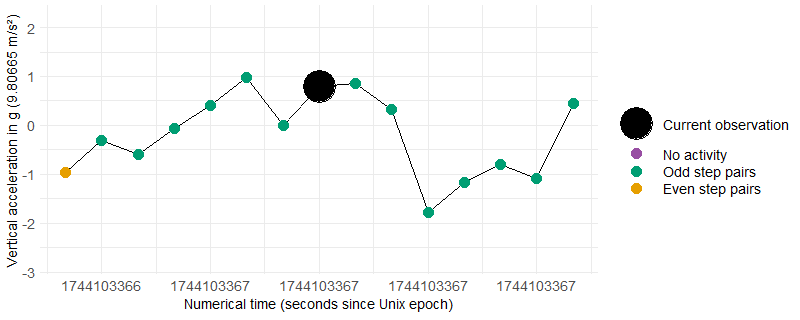 Vertical acceleration in g (9.80665 m/s²)
2
1
0
-1
-2
-3
1744103366 1744103367 1744103367 1744103367 1744103367
Numerical time (seconds since Unix epoch)
Current observation
No activity
Odd step pairs
Even step pairs